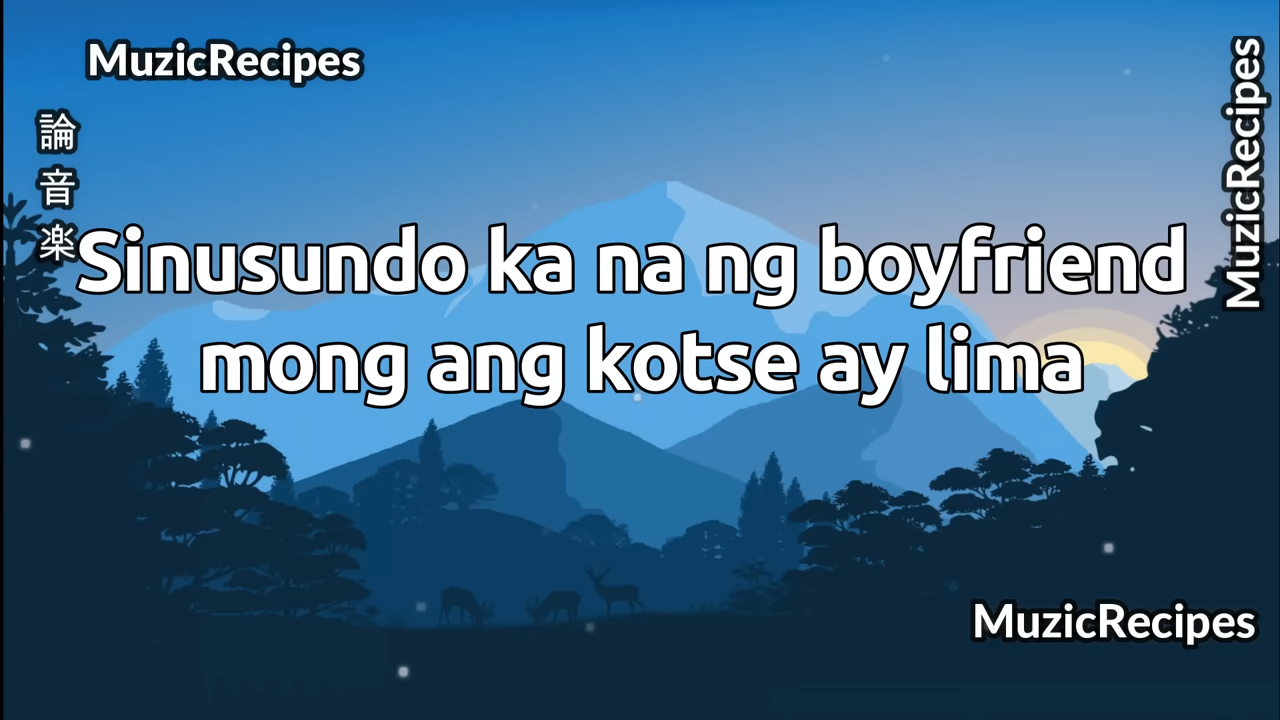 MuzicRecipes
MuzicRecipes
論
音
楽
Sinusundo ka na ng boyfriend
mong ang kotse ay lima
MuzicRecipes